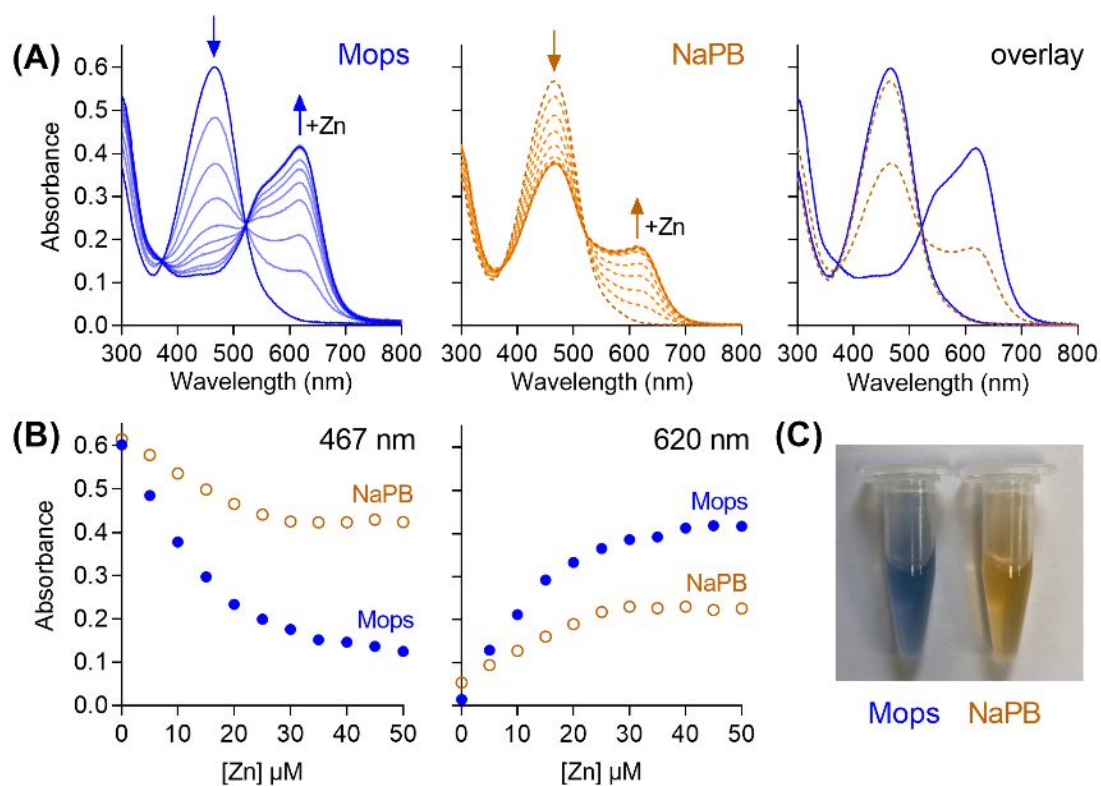 (A)
Mops
NaPB
overlay
Absorbance
0.6
0.5
0.4
0.3
0.2
0.1
0.0
+Zn
+Zn
300 400 500 600 700 800
300 400 500 600 700 800
300 400 500 600 700 800
Wavelength (nm)
Wavelength (nm)
Wavelength (nm)
(B)
467 nm
620 nm
(C)
Absorbance
0.6
0.5
0.4
0.3
0.2
0.1
0.0
NaPB
Mops
Mops
NaPB
0 10 20 30 40 50
0 10 20 30 40 50
[Zn] µM
[Zn] µM
Mops NaPB